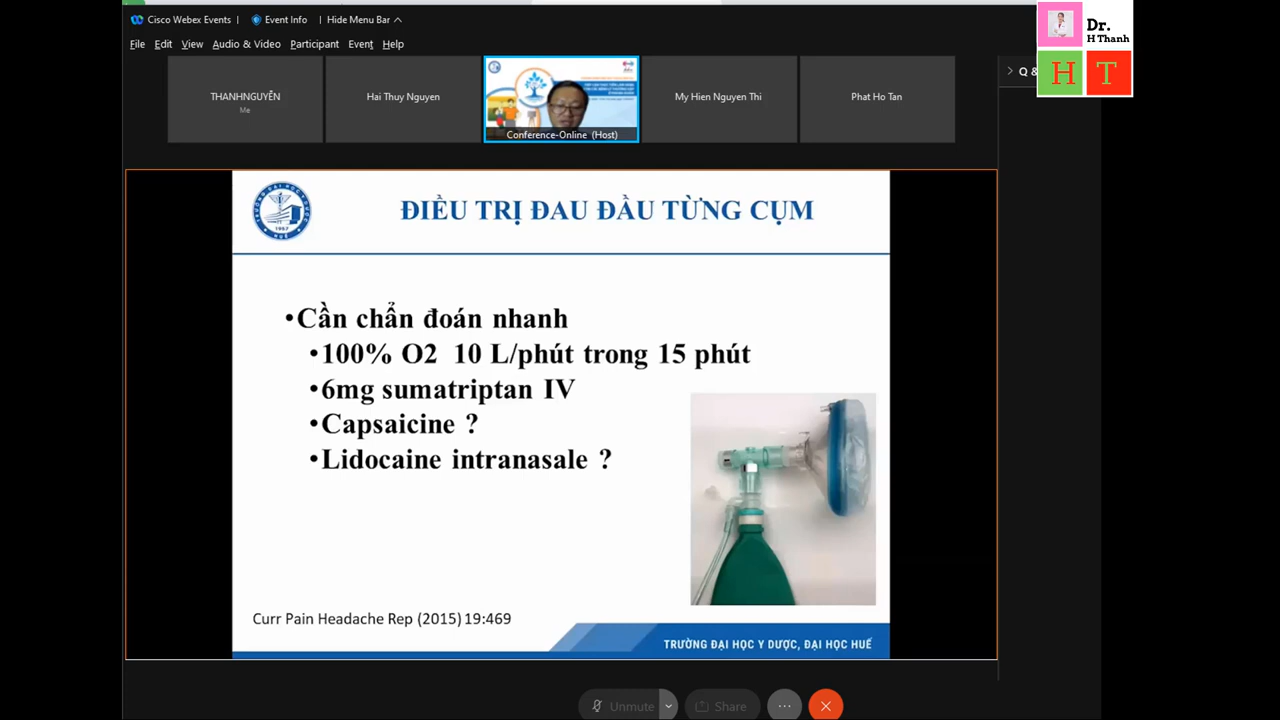 Cisco Webex Events
Event Info
Hide Menu Bar
File Edit View Audio & Video Participant Event Help
Dr.
H Thanh
H T
Q &
THANHNGUYỄN
Me
Hai Thuy Nguyen
Conference-Online (Host)
My Hien Nguyen Thi
Phat Ho Tan
ĐIỀU TRỊ ĐAU ĐẦU TỪNG CỤM
•Cần chẩn đoán nhanh
•100% O2 10 L/phút trong 15 phút
•6mg sumatriptan IV
•Capsaicine ?
•Lidocaine intranasale ?
Curr Pain Headache Rep (2015) 19:469
TRƯỜNG ĐẠI HỌC Y DƯỢC, ĐẠI HỌC HUẾ
Unmute
Share